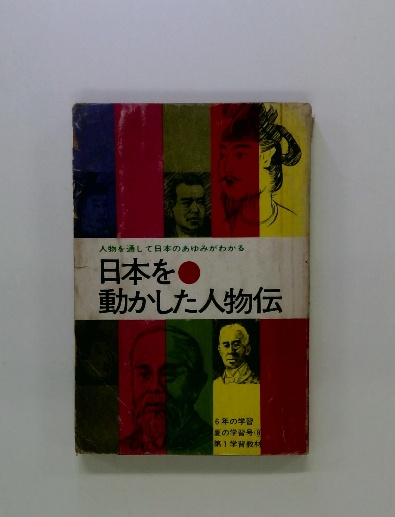 人物を通して日本のあゆみがわかる
日本を
動かした人物伝
6年の学習
夏の学習号⑧
第1学習教材